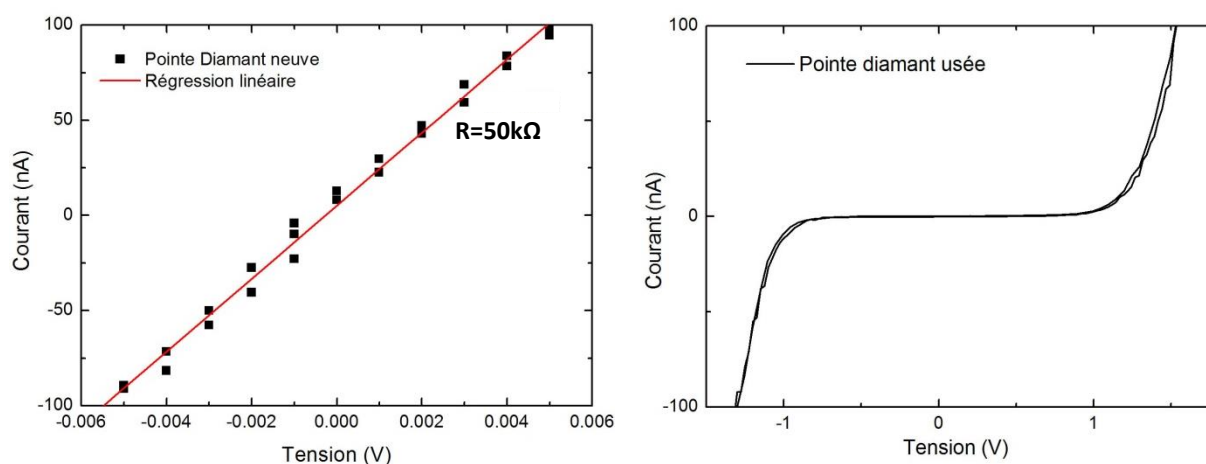 100
50
0
-50
-100
Courant (nA)
Pointe Diamant neuve
Régression linéaire
R=50kΩ
-0.006 -0.004 -0.002 0.000 0.002 0.004 0.006
Tension (V)
100
0
-100
Courant (nA)
Pointe diamant usée
-1 0 1
Tension (V)